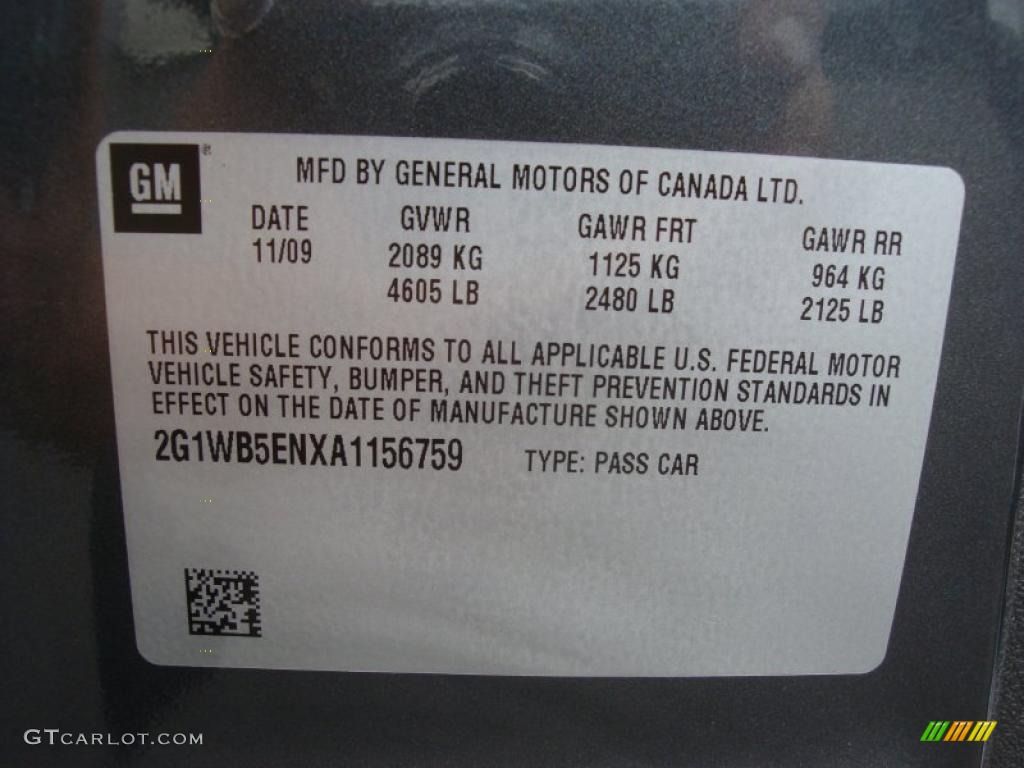 GM
MFD BY GENERAL MOTORS OF CANADA LTD.
DATE GVWR GAWR FRT GAWR RR
11/09 2089 KG 1125 KG 964 KG
4605 LB 2480 LB 2125 LB
THIS VEHICLE CONFORMS TO ALL APPLICABLE U.S. FEDERAL MOTOR
VEHICLE SAFETY, BUMPER, AND THEFT PREVENTION STANDARDS IN
EFFECT ON THE DATE OF MANUFACTURE SHOWN ABOVE.
2G1WB5ENXA1156759 TYPE: PASS CAR
GTCARLOT.COM